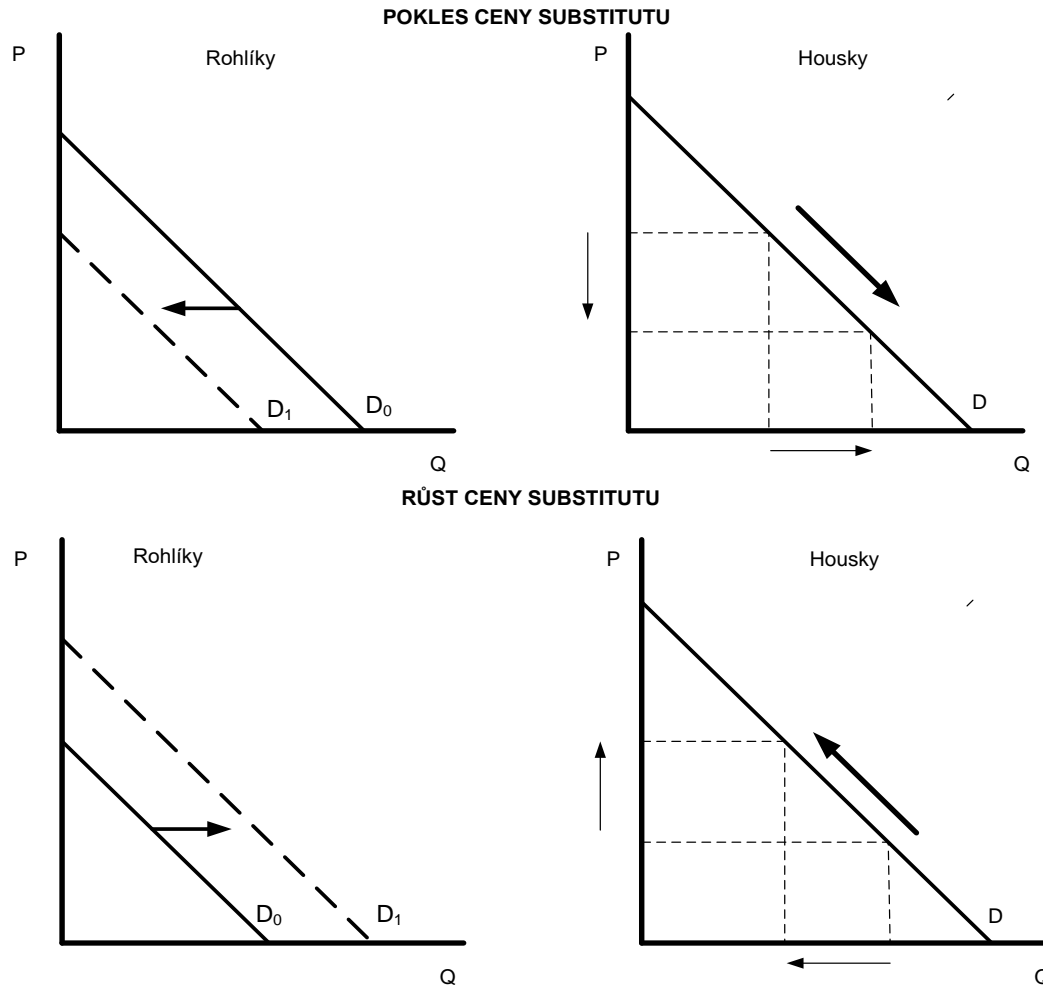 POKLES CENY SUBSTITUTU
P
Rohlíky
P
Housky
D₁
D₀
D
Q
Q
RŮST CENY SUBSTITUTU
P
Rohlíky
P
Housky
D₀
D₁
D
Q
Q